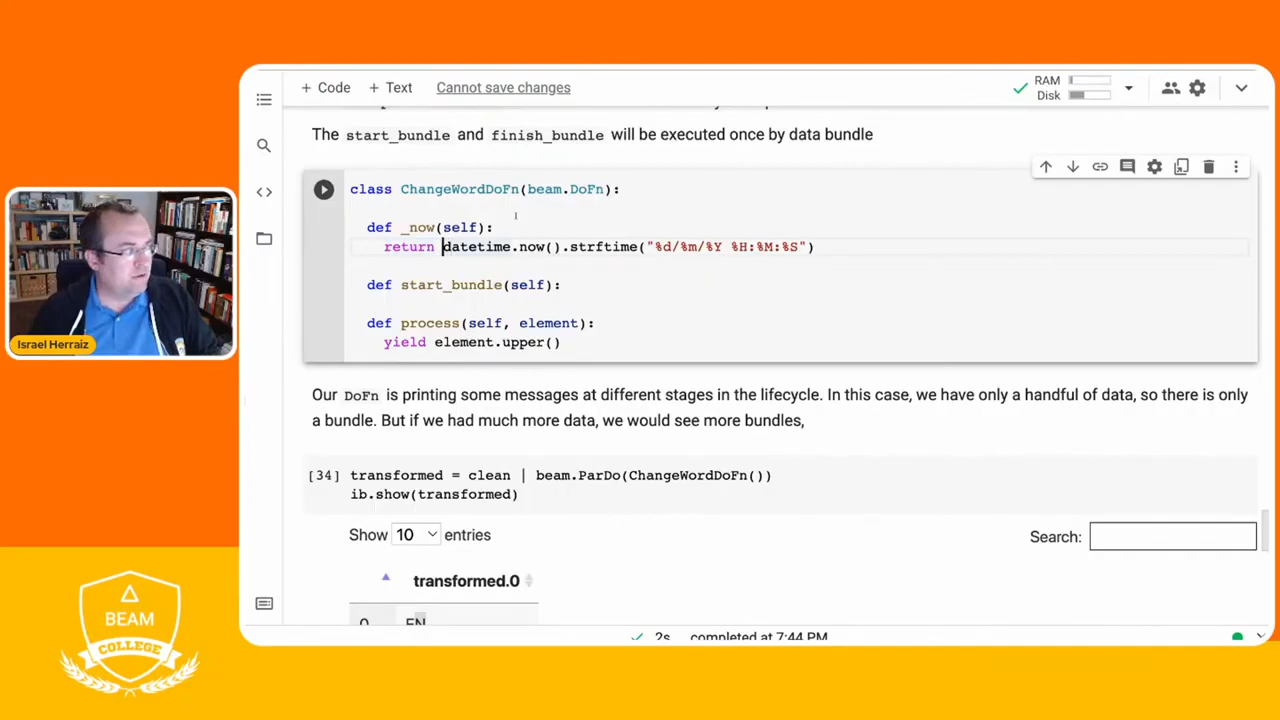 + Code + Text Cannot save changes
RAM
Disk
The start_bundle and finish_bundle will be executed once by data bundle
class ChangeWordDoFn(beam.DoFn):
def _now(self):
return datetime.now().strftime("%d/%m/%Y %H:%M:%S")
def start_bundle(self):
def process(self, element):
yield element.upper()
Our DoFn is printing some messages at different stages in the lifecycle. In this case, we have only a handful of data, so there is only
a bundle. But if we had much more data, we would see more bundles,
[34] transformed = clean | beam.ParDo(ChangeWordDoFn())
ib.show(transformed)
Show 10 entries
Search:
transformed.0
0 EN
2s completed at 7:44 PM
Israel Herraiz
BEAM
COLLEGE